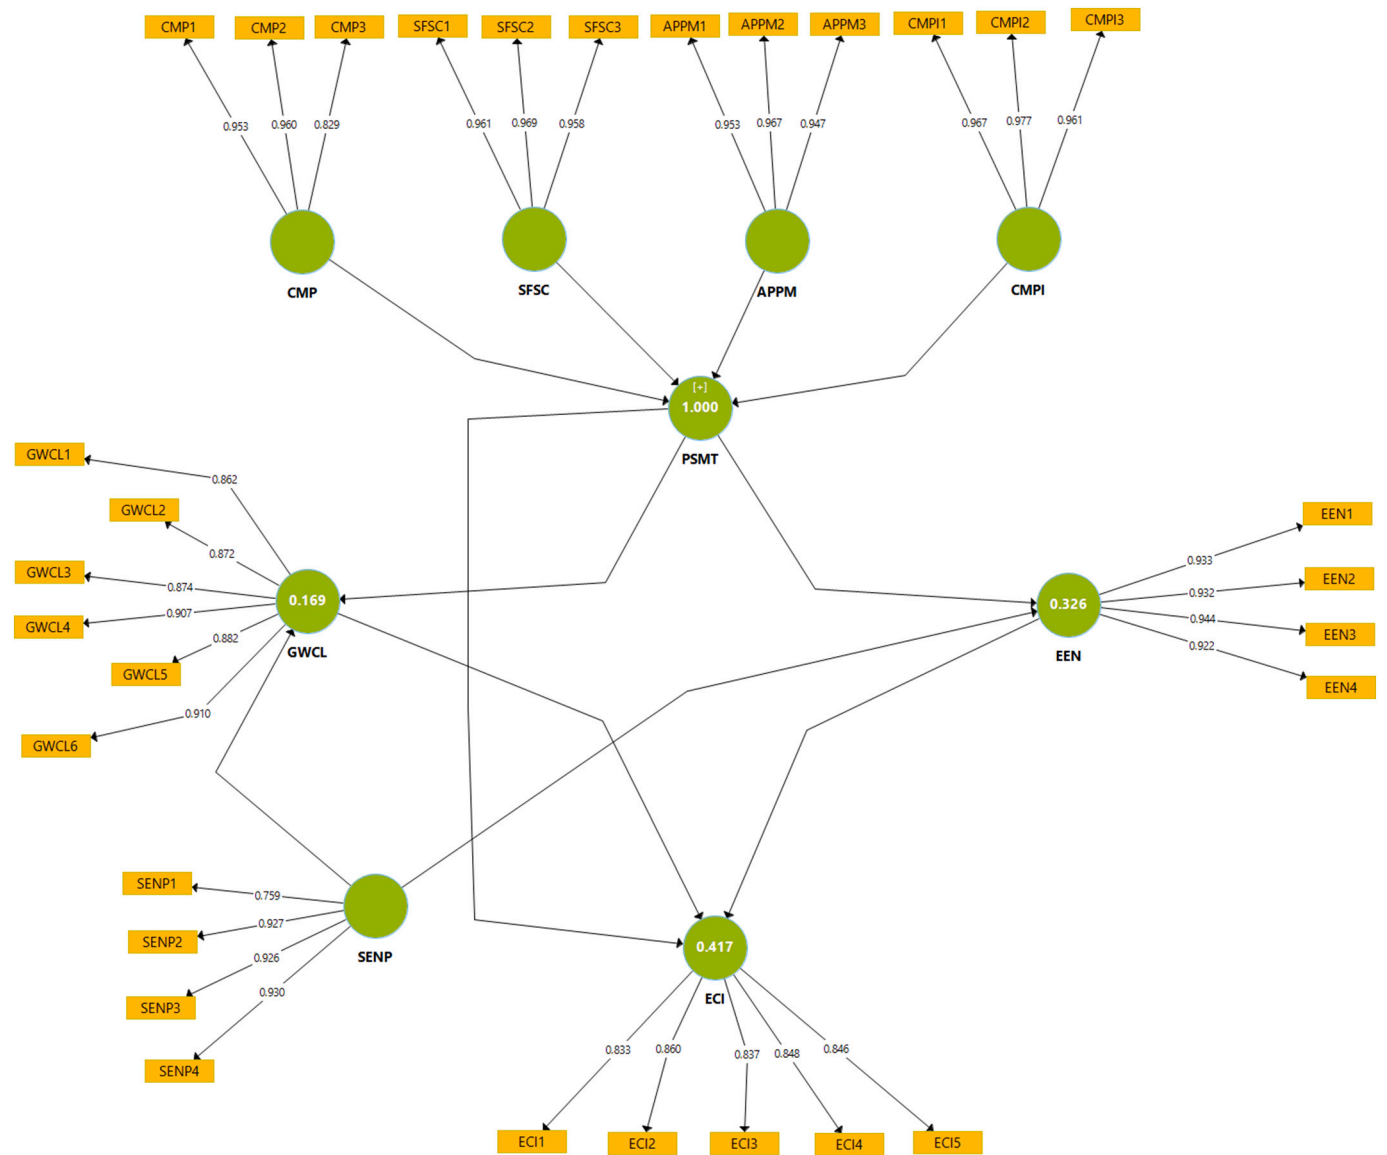 CMP1
CMP2
CMP3
SFSC1
SFSC2
SFSC3
APPM1
APPM2
APPM3
CMPI1
CMPI2
CMPI3
0.953
0.960
0.829
0.961
0.969
0.958
0.953
0.967
0.947
0.967
0.977
0.961
CMP
SFSC
APPM
CMPI
[+]
1.000
PSMT
GWCL1
GWCL2
GWCL3
GWCL4
GWCL5
GWCL6
0.862
0.872
0.874
0.907
0.882
0.910
0.169
GWCL
0.326
EEN
0.933
0.932
0.944
0.922
EEN1
EEN2
EEN3
EEN4
SENP1
SENP2
SENP3
SENP4
0.759
0.927
0.926
0.930
SENP
0.417
ECI
0.833
0.860
0.837
0.848
0.846
ECI1
ECI2
ECI3
ECI4
ECI5